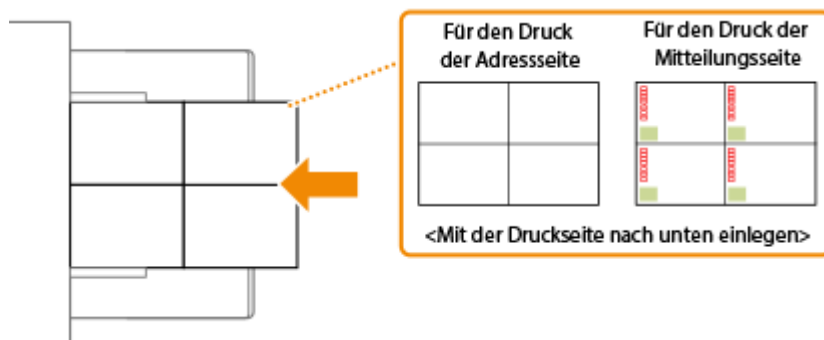 Für den Druck
der Adressseite
Für den Druck der
Mitteilungsseite
<Mit der Druckseite nach unten einlegen>